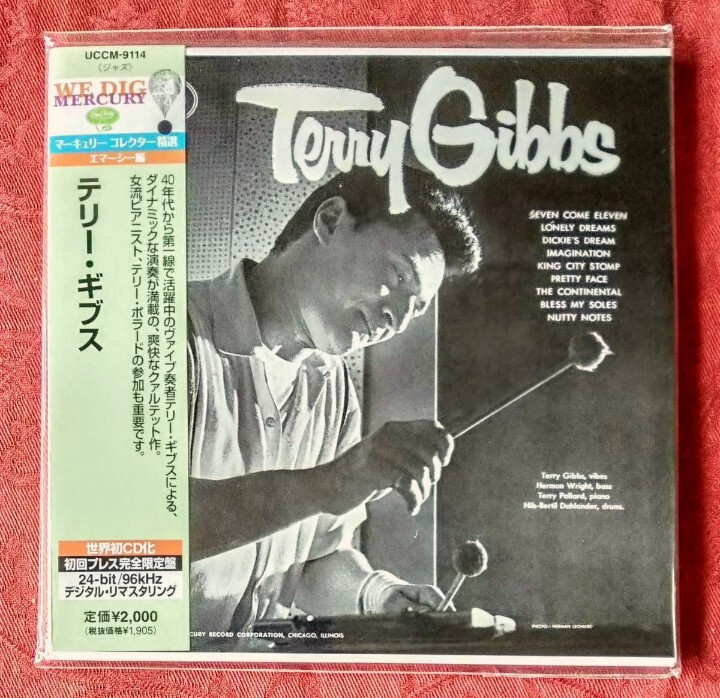 UCCM-9114
(ジャズ)
WE DIG
MERCURY
マーキュリー コレクター精選
エマーシー編
テリー・ギブス
40年代から第一線で活躍中のヴァイブ奏者テリー・ギブスによる、
ダイナミックな演奏が満載の、爽快なクァルテット作。
女流ピアニスト、テリー・ポラードの参加も重要です。
世界初CD化
初回プレス完全限定盤
24-bit/96kHz
デジタル・リマスタリング
定価¥2,000
(税抜価格¥1,905)
Terry Gibbs
SEVEN COME ELEVEN
LONELY DREAMS
DICKIE'S DREAM
IMAGINATION
KING CITY STOMP
PRETTY FACE
THE CONTINENTAL
BLESS MY SOLES
NUTTY NOTES
Terry Gibbs, vibes
Herman Wright, bass
Terry Pollard, piano
Nils-Bertil Dahlander, drums.
CURY RECORD CORPORATION, CHICAGO, ILLINOIS
PHOTO—HERMAN LEONARD